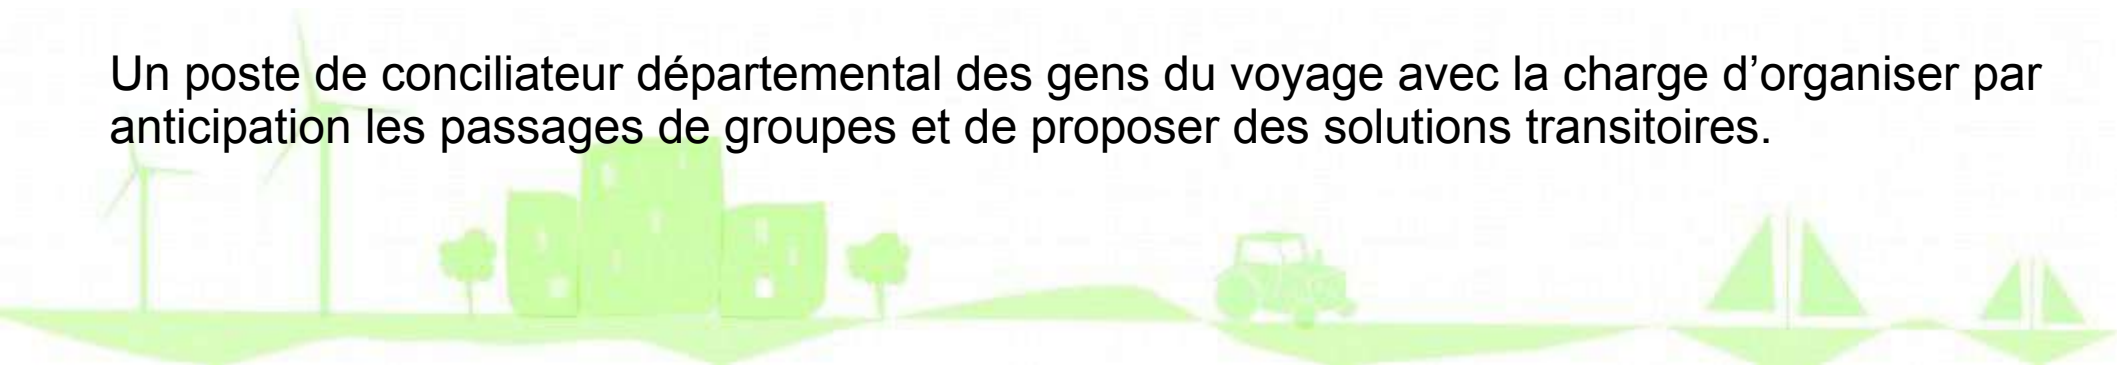 Un poste de conciliateur départemental des gens du voyage avec la charge d’organiser par
anticipation les passages de groupes et de proposer des solutions transitoires.